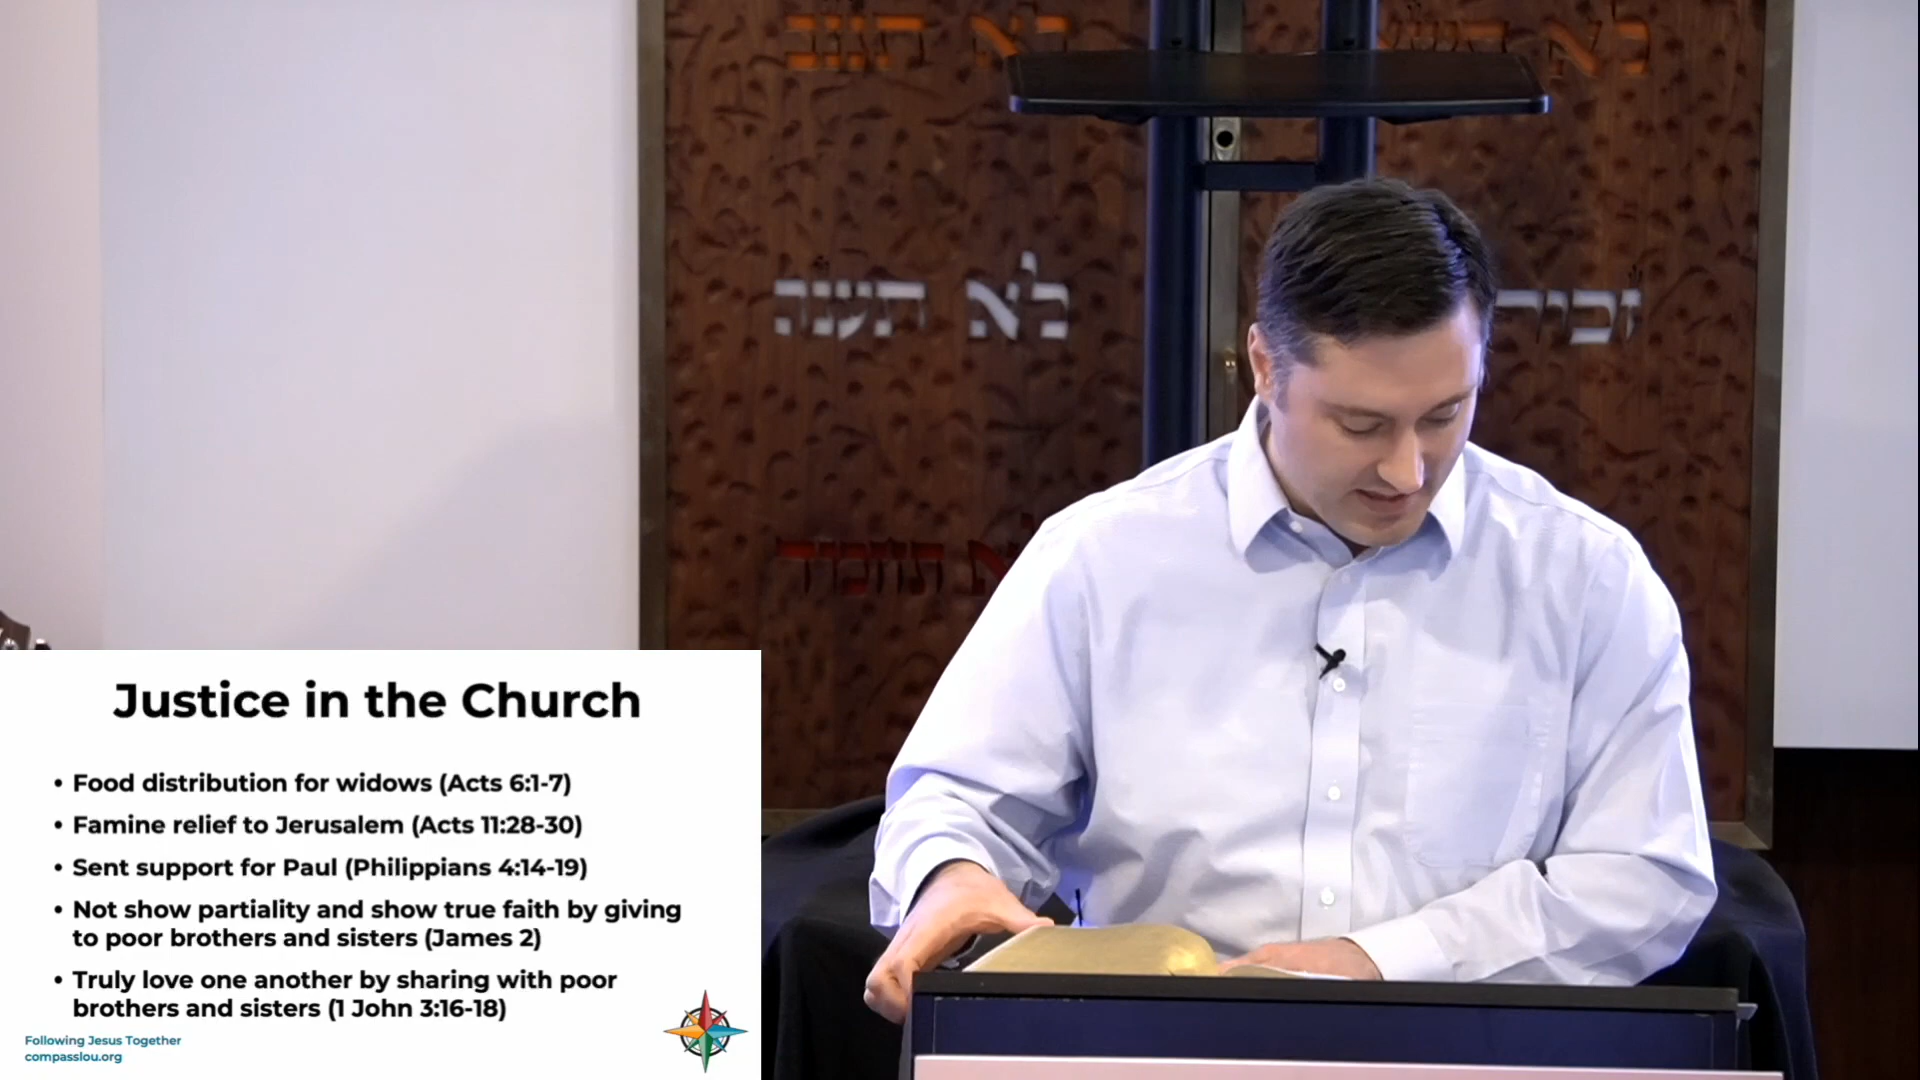 לא תענה
Justice in the Church
• Food distribution for widows (Acts 6:1-7)
• Famine relief to Jerusalem (Acts 11:28-30)
• Sent support for Paul (Philippians 4:14-19)
• Not show partiality and show true faith by giving
to poor brothers and sisters (James 2)
• Truly love one another by sharing with poor
brothers and sisters (1 John 3:16-18)
Following Jesus Together
compasslou.org